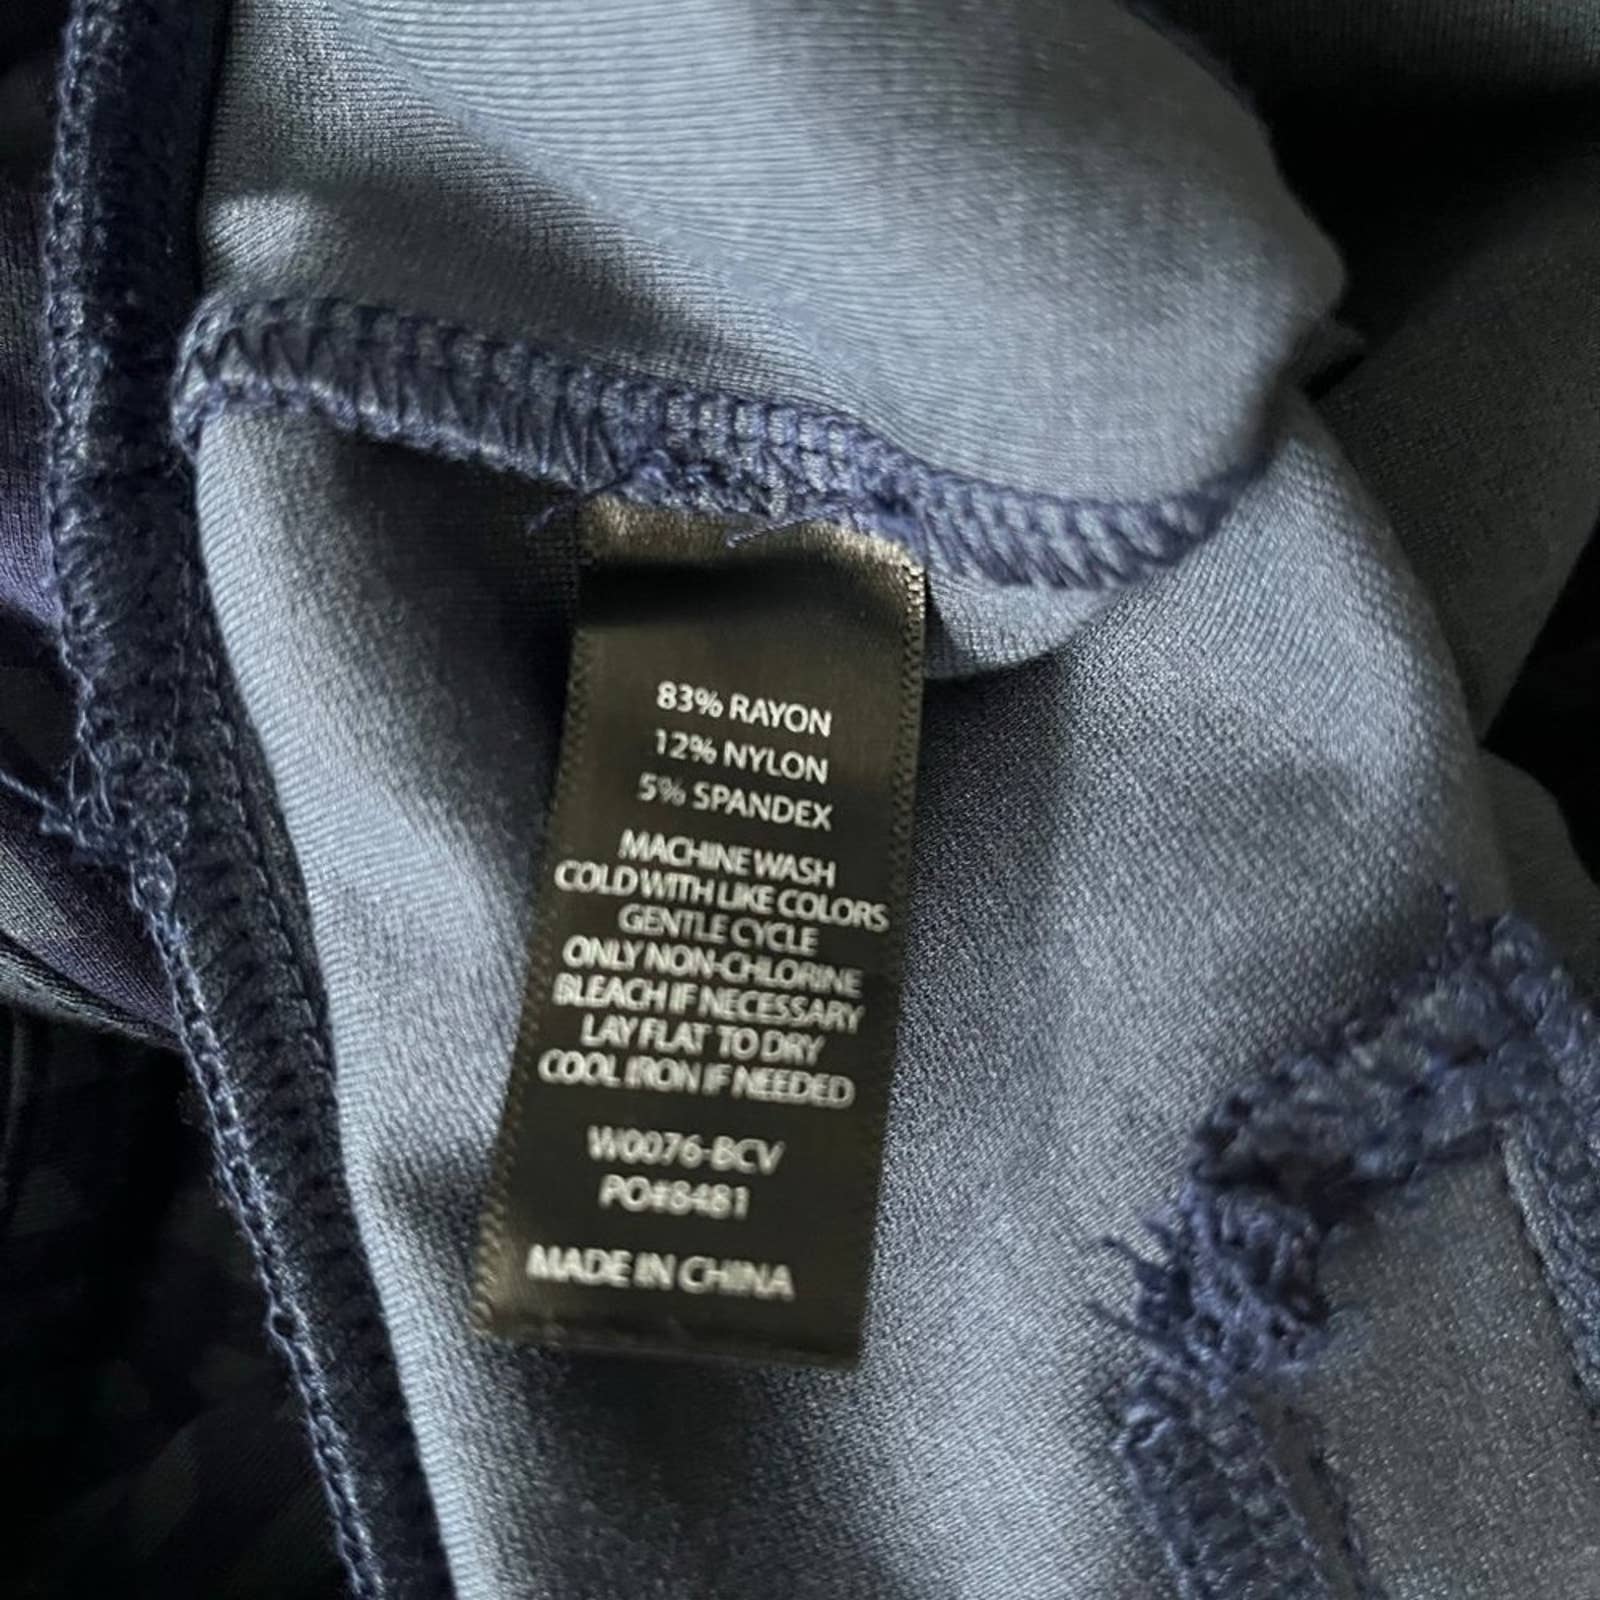 83% RAYON
12% NYLON
5% SPANDEX
MACHINE WASH
COLD WITH LIKE COLORS
GENTLE CYCLE
ONLY NON-CHLORINE
BLEACH IF NECESSARY
LAY FLAT TO DRY
COOL IRON IF NEEDED
W0076-BCV
PO#8481
MADE IN CHINA